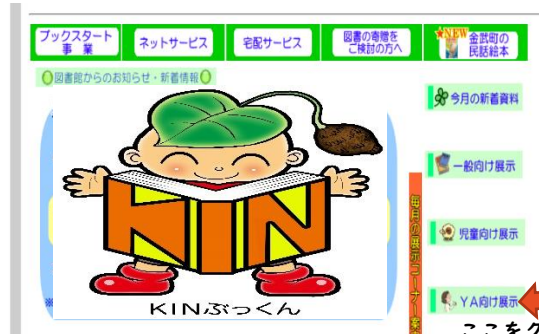 ブックスタート
事 業
ネットサービス
宅配サービス
図書の寄贈を
ご検討の方へ
NEW
金武町の
民話絵本
図書館からのお知らせ・新着情報
今月の新着資料
一般向け展示
児童向け展示
YA向け展示
毎月の展示コーナー案
KIN
KINぶっくん
※
ここを